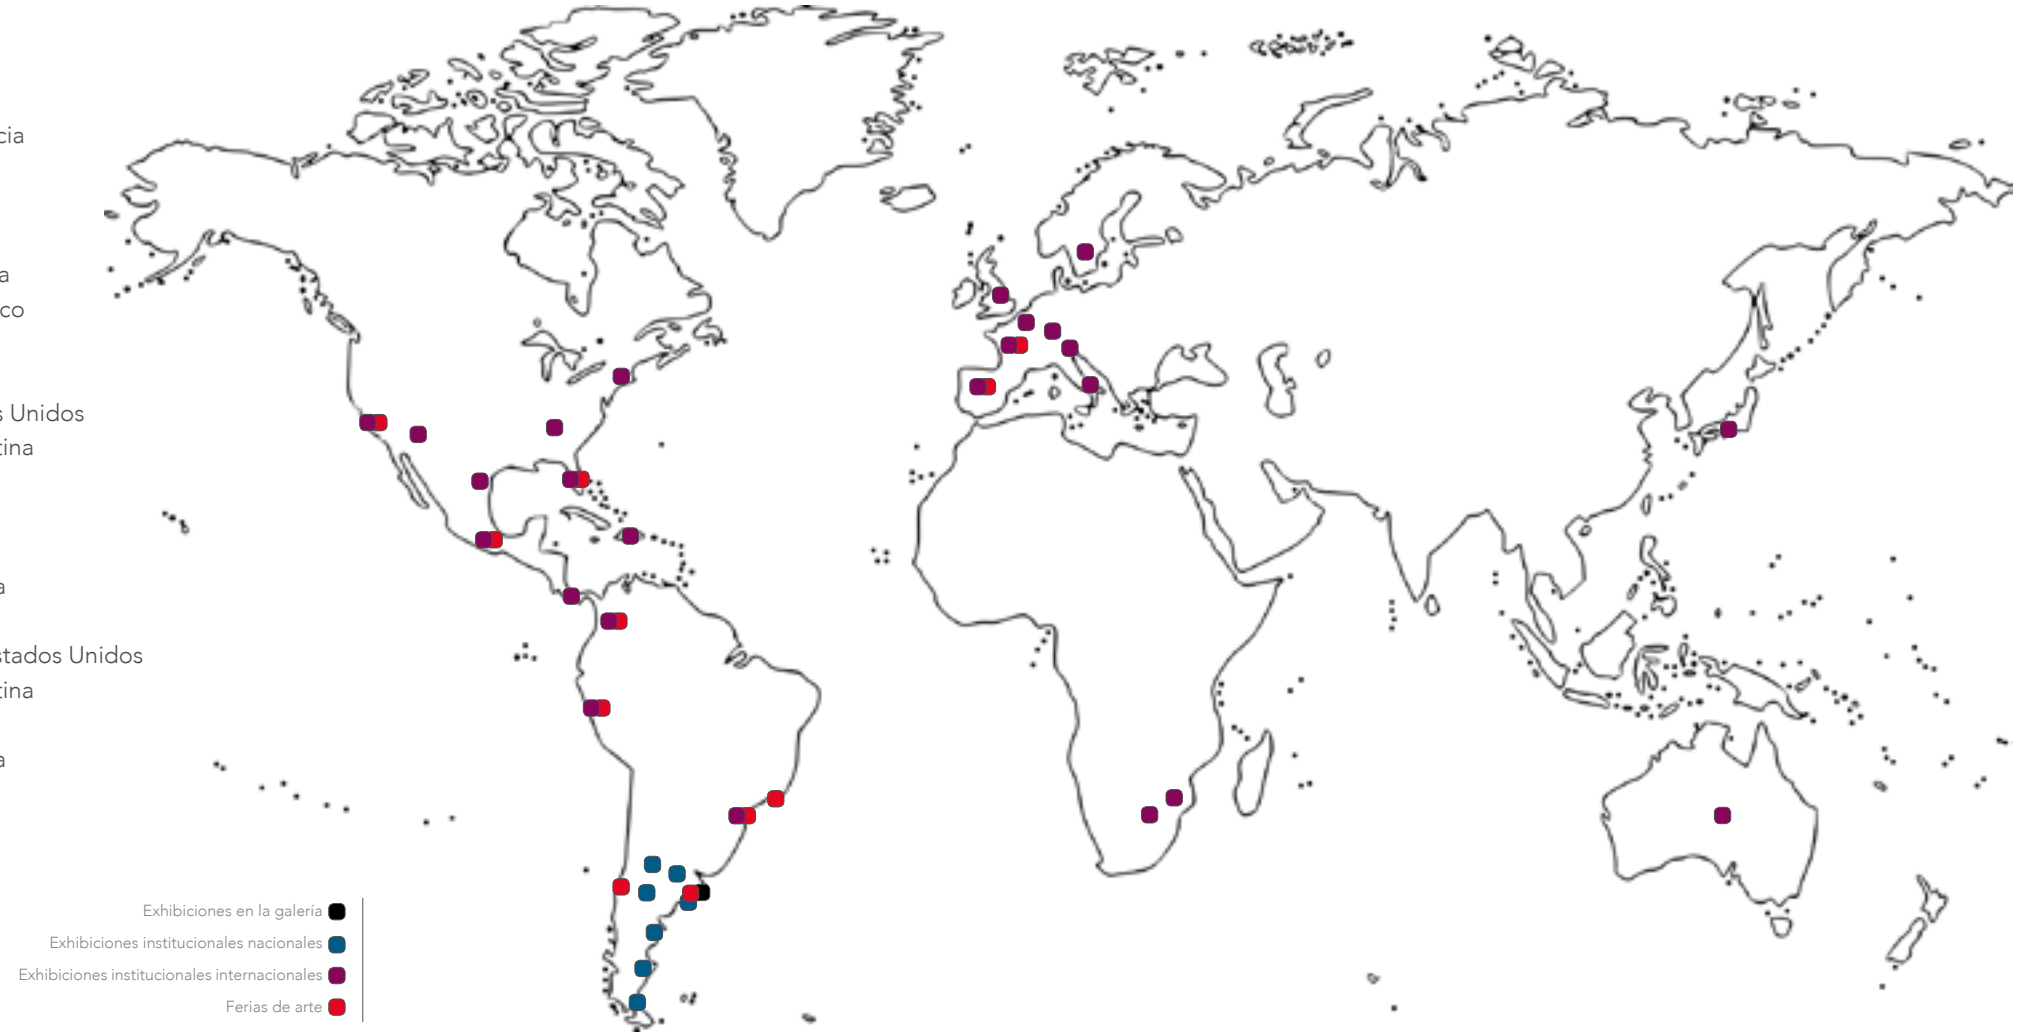 cia
a
co
s Unidos
tina
a
stados Unidos
tina
a
Exhibiciones en la galería
Exhibiciones institucionales nacionales
Exhibiciones institucionales internacionales
Ferias de arte